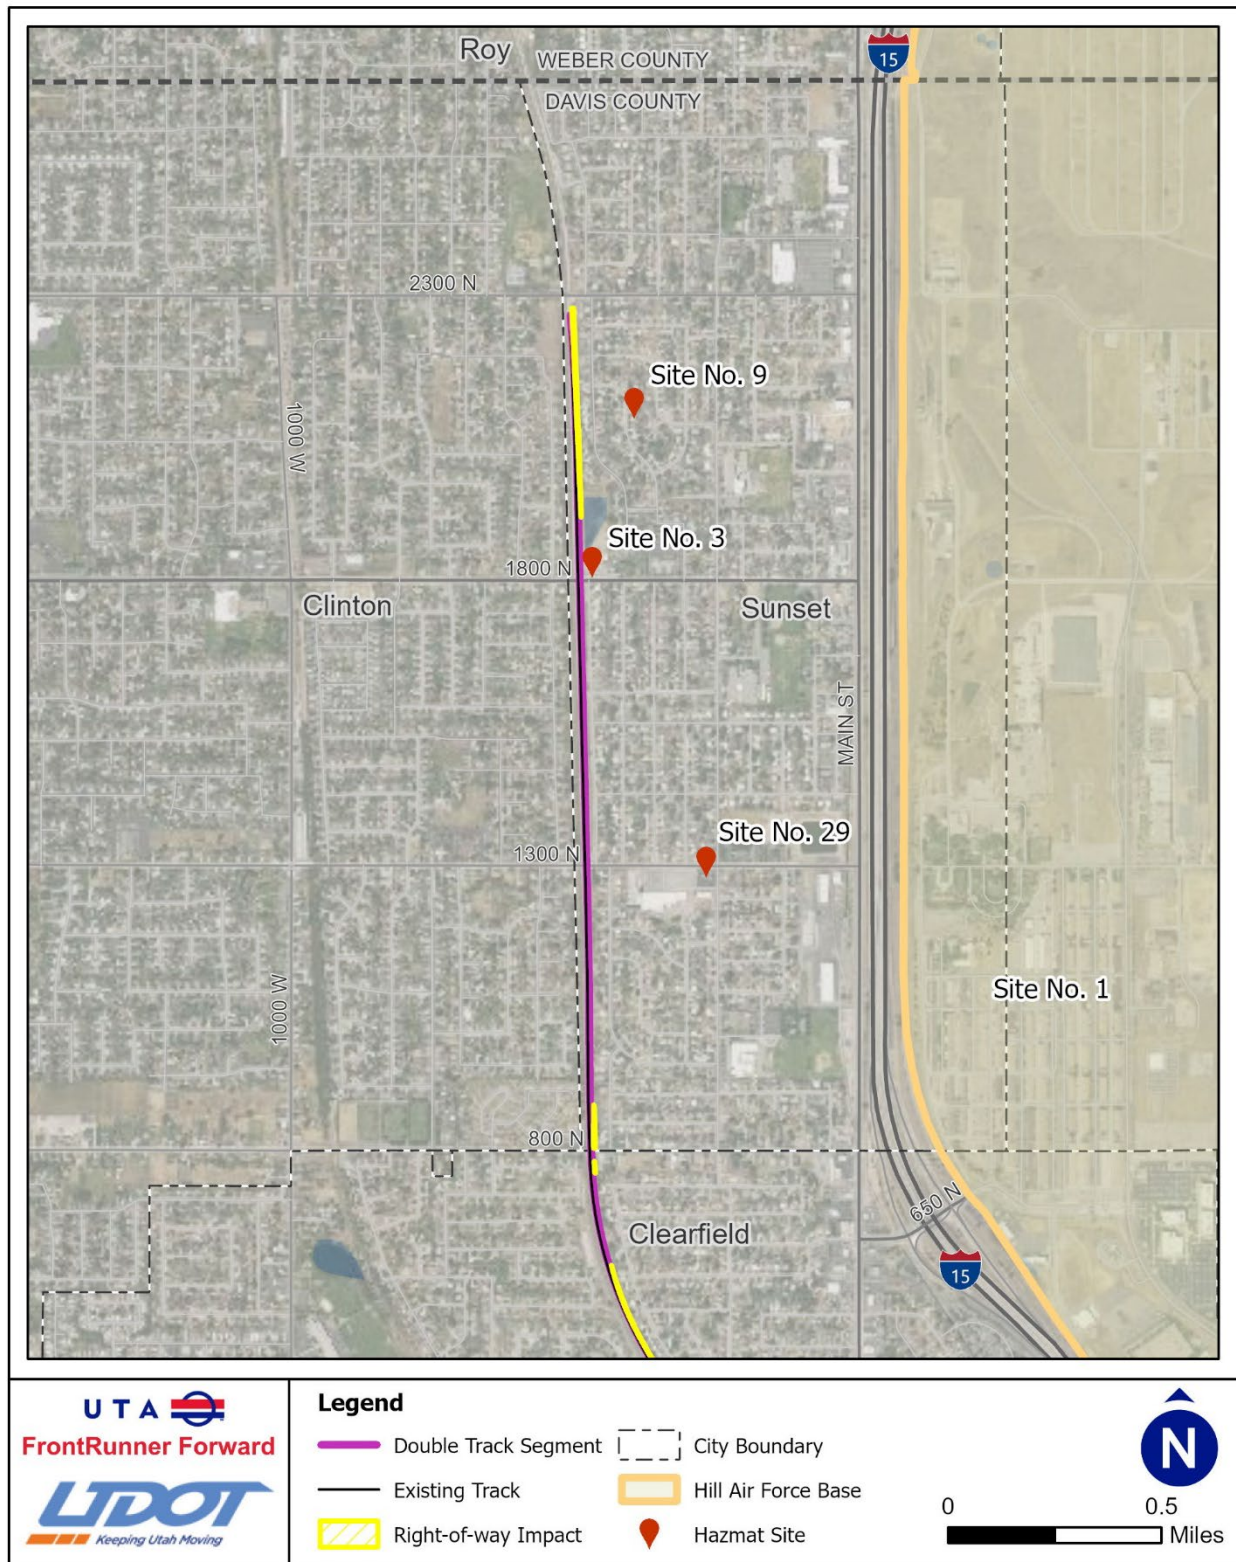 Roy
WEBER COUNTY
15
DAVIS COUNTY
2300 N
Site No. 9
1000 W
Site No. 3
1800 N
Clinton
Sunset
MAIN ST
Site No. 29
1300 N
Site No. 1
1000 W
800 N
650 N
Clearfield
15
UTA
FrontRunner Forward
UDOT
Keeping Utah Moving
Legend
Double Track Segment
City Boundary
Existing Track
Hill Air Force Base
Right-of-way Impact
Hazmat Site
N
0 0.5
Miles